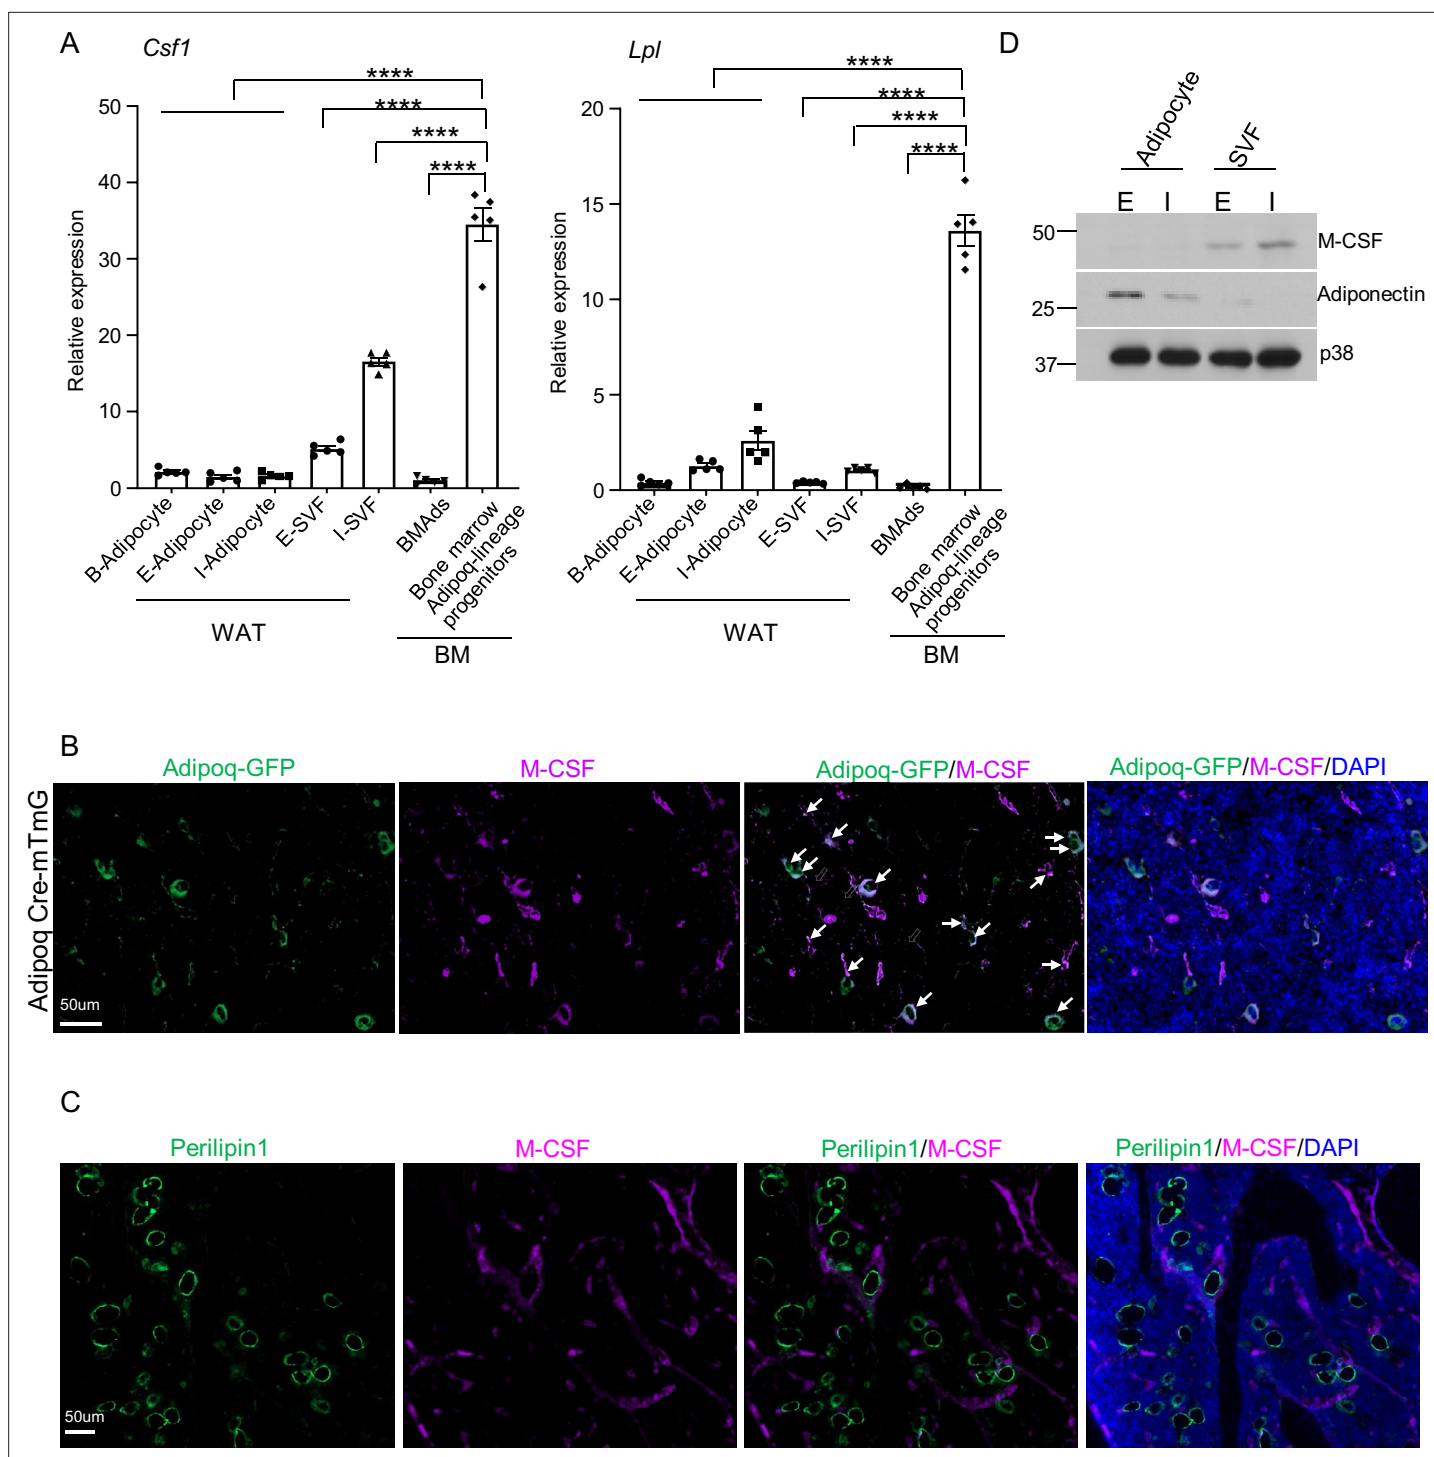 A
Csf1
Lpl
D
****
****
****
****
****
****
****
****
Relative expression
50
40
30
20
10
0
B-Adipocyte
E-Adipocyte
I-Adipocyte
E-SVF
I-SVF
BMAds
Bone marrow
Adipoq-lineage
progenitors
WAT
BM
Relative expression
20
15
10
5
0
B-Adipocyte
E-Adipocyte
I-Adipocyte
E-SVF
I-SVF
BMAds
Bone marrow
Adipoq-lineage
progenitors
WAT
BM
Adipocyte
SVF
E I E I
50 M-CSF
25 Adiponectin
37 p38
B
Adipoq-GFP
M-CSF
Adipoq-GFP/M-CSF
Adipoq-GFP/M-CSF/DAPI
Adipoq Cre-mTmG
50um
C
Perilipin1
M-CSF
Perilipin1/M-CSF
Perilipin1/M-CSF/DAPI
50um